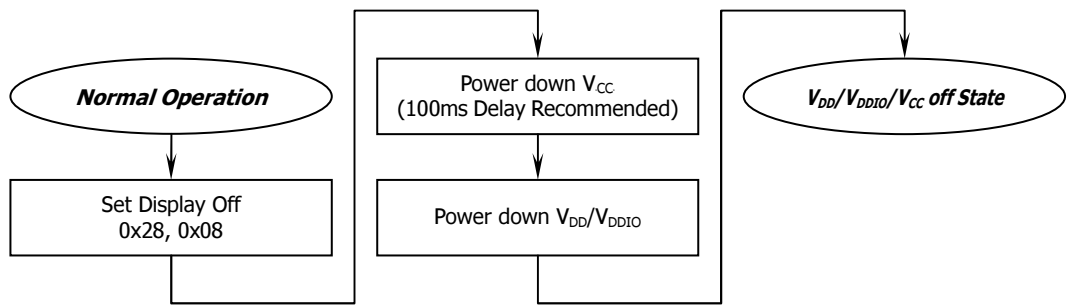 Normal Operation
Set Display Off
0x28, 0x08
Power down VCC
(100ms Delay Recommended)
Power down VDD/VDDIO
VDD/VDDIO/VCC off State